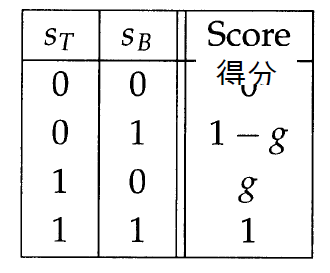 s_T s_B Score
得分
0 0
0 1 1 − g
1 0 g
1 1 1